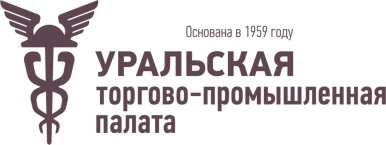 Основана в 1959 году
УРАЛЬСКАЯ
торгово-промышленная
палата